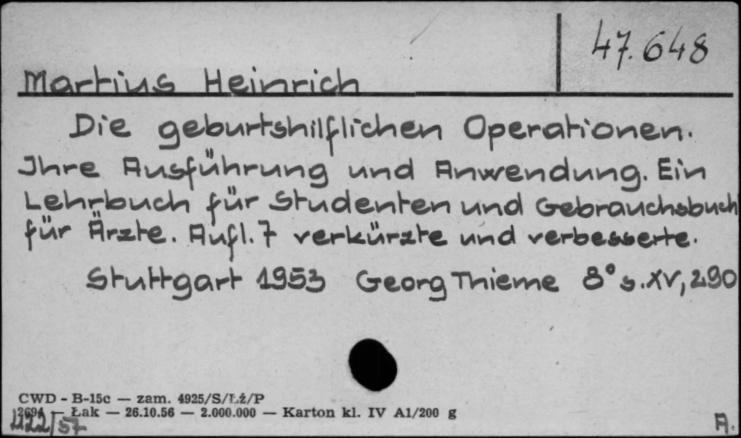 47.648
Martius Heinrich
Die geburtshilflichen Operationen.
Ihre Ausführung und Anwendung. Ein
Lehrbuch für Studenten und Gebrauchsbuch
für Ärzte. Aufl. 7 verkürzte und verbesserte.
Stuttgart 1953 Georg Thieme 8° s. XV, 290
CWD - B-15c — zam. 4925/S/Łż/P
Łak — 26.10.56 — 2.000.000 — Karton kl. IV A1/200 g
A.